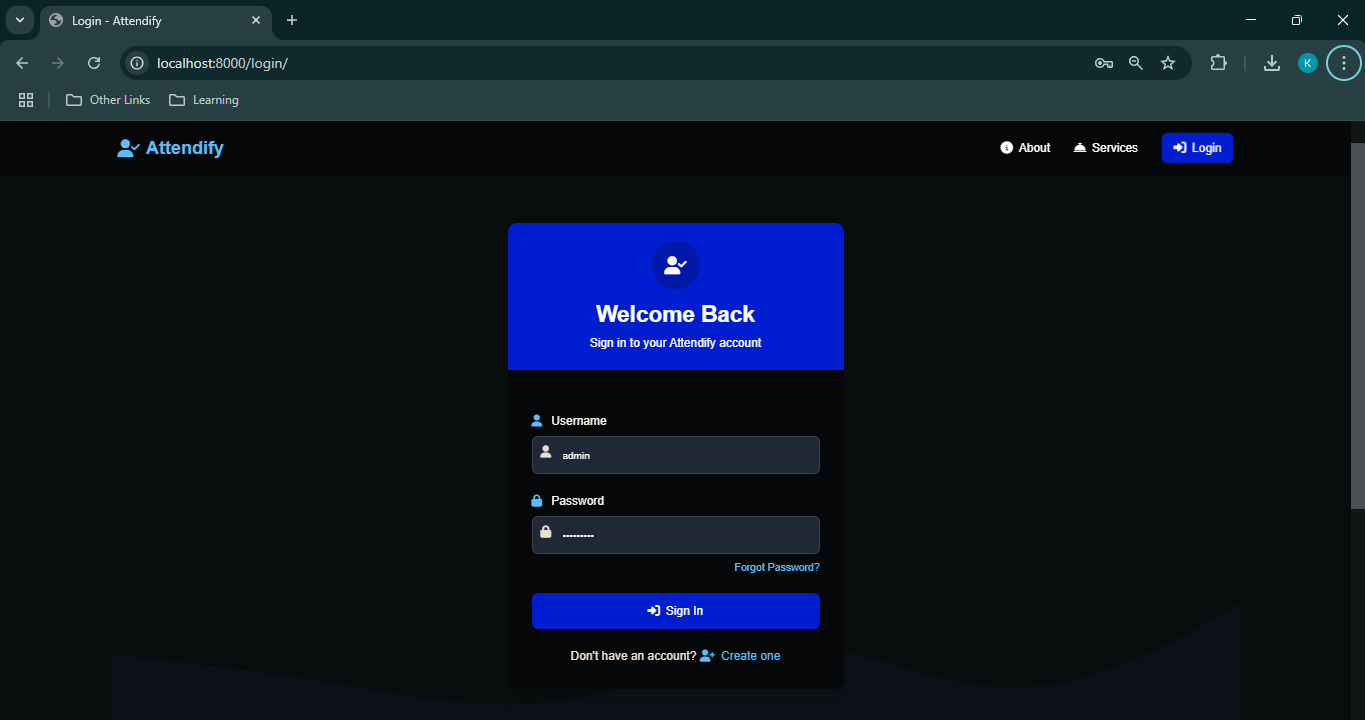 Login - Attendify
localhost:8000/login/
K
Other Links Learning
Attendify About Services Login
Welcome Back
Sign in to your Attendify account
Username
admin
Password
---------
Forgot Password?
Sign In
Don't have an account? Create one